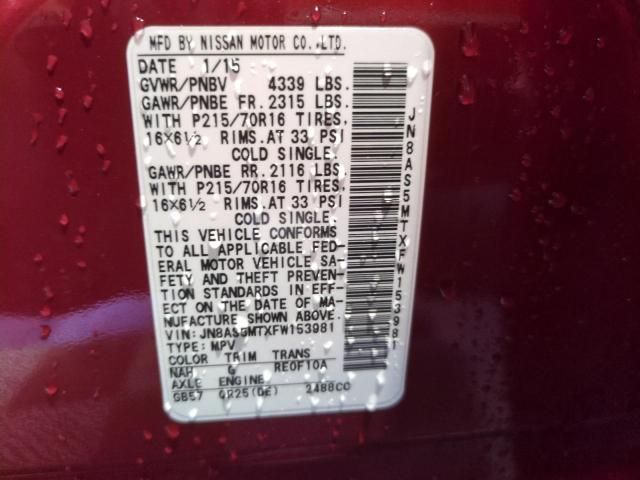 MFD BY NISSAN MOTOR CO.,LTD.
DATE 1/15
GVWR/PNBV 4339 LBS.
GAWR/PNBE FR. 2315 LBS.
WITH P215/70R16 TIRES.
16X6½ RIMS. AT 33 PSI
COLD SINGLE.
GAWR/PNBE RR. 2116 LBS.
WITH P215/70R16 TIRES.
16X6½ RIMS. AT 33 PSI
COLD SINGLE.
THIS VEHICLE CONFORMS
TO ALL APPLICABLE FED-
ERAL MOTOR VEHICLE SA-
FETY AND THEFT PREVEN-
TION STANDARDS IN EFF-
ECT ON THE DATE OF MA-
NUFACTURE SHOWN ABOVE.
VIN: JN8AS5MTXFW153981
TYPE: MPV
COLOR TRIM TRANS
NAH G RE0F10A
AXLE ENGINE
GB57 QR25(DE) 2488CC
JN8AS5MTXFW153981